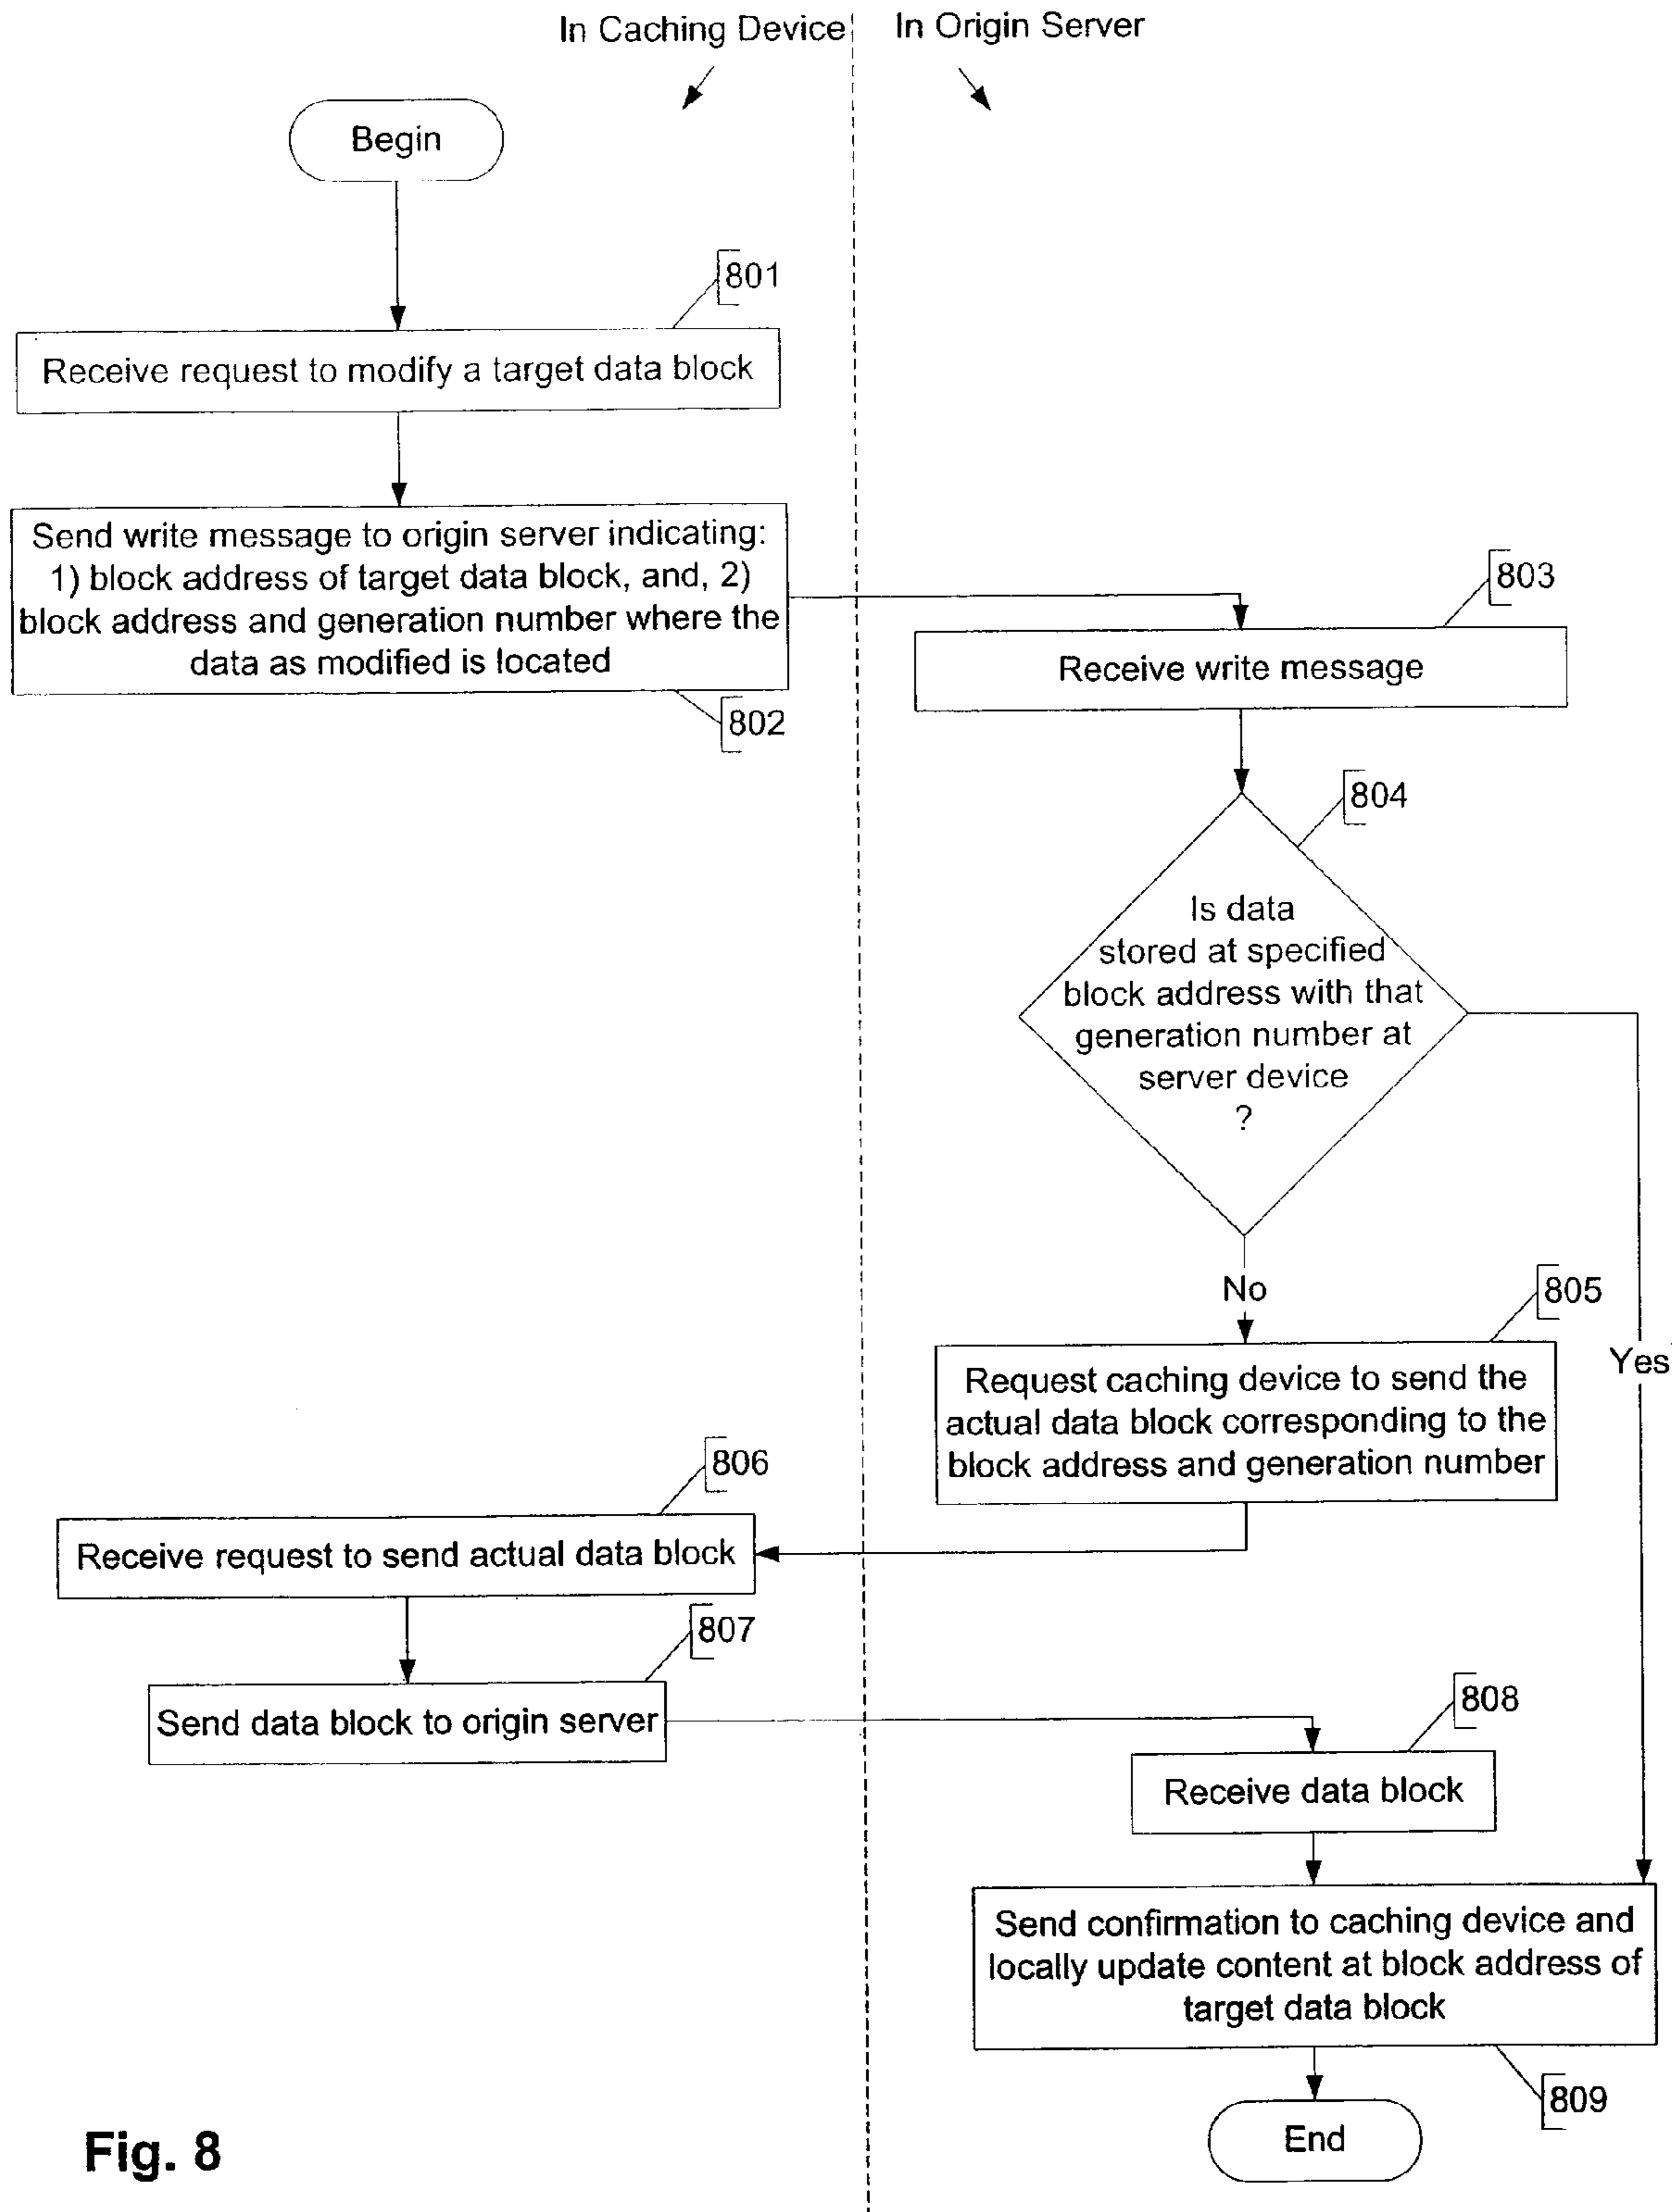 In Caching Device
In Origin Server
Begin
801
Receive request to modify a target data block
Send write message to origin server indicating:
1) block address of target data block, and, 2)
block address and generation number where the
data as modified is located
802
803
Receive write message
804
Is data
stored at specified
block address with that
generation number at
server device
?
No
Yes
805
Request caching device to send the
actual data block corresponding to the
block address and generation number
806
Receive request to send actual data block
807
Send data block to origin server
808
Receive data block
Send confirmation to caching device and
locally update content at block address of
target data block
809
End
Fig. 8